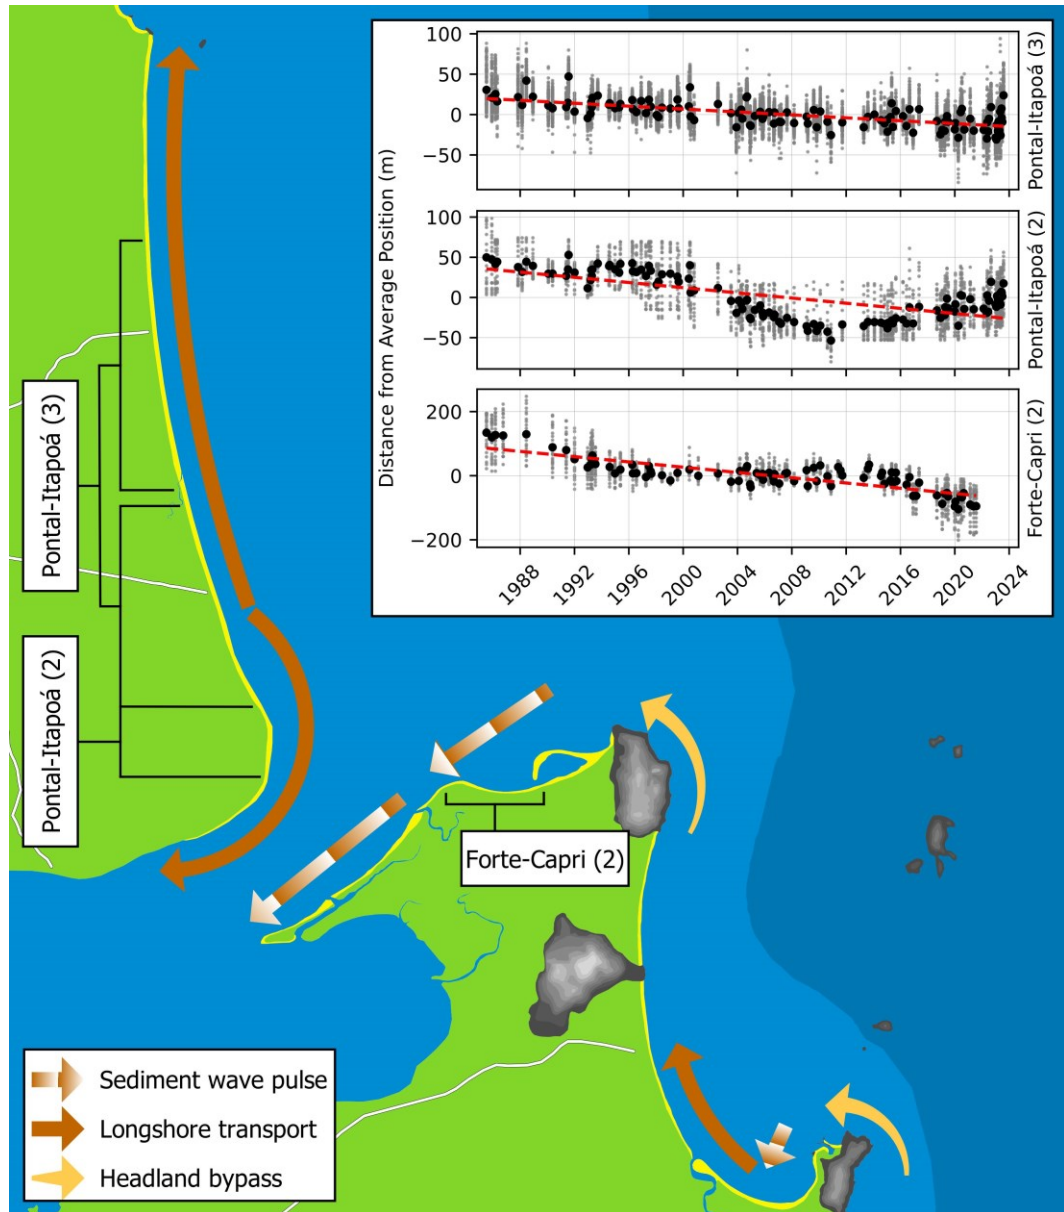 Distance from Average Position (m)
100
50
0
−50
Pontal-Itapoá (3)
100
50
0
−50
Pontal-Itapoá (2)
200
0
−200
Forte-Capri (2)
1988
1992
1996
2000
2004
2008
2012
2016
2020
2024
Pontal-Itapoá (3)
Pontal-Itapoá (2)
Forte-Capri (2)
Sediment wave pulse
Longshore transport
Headland bypass